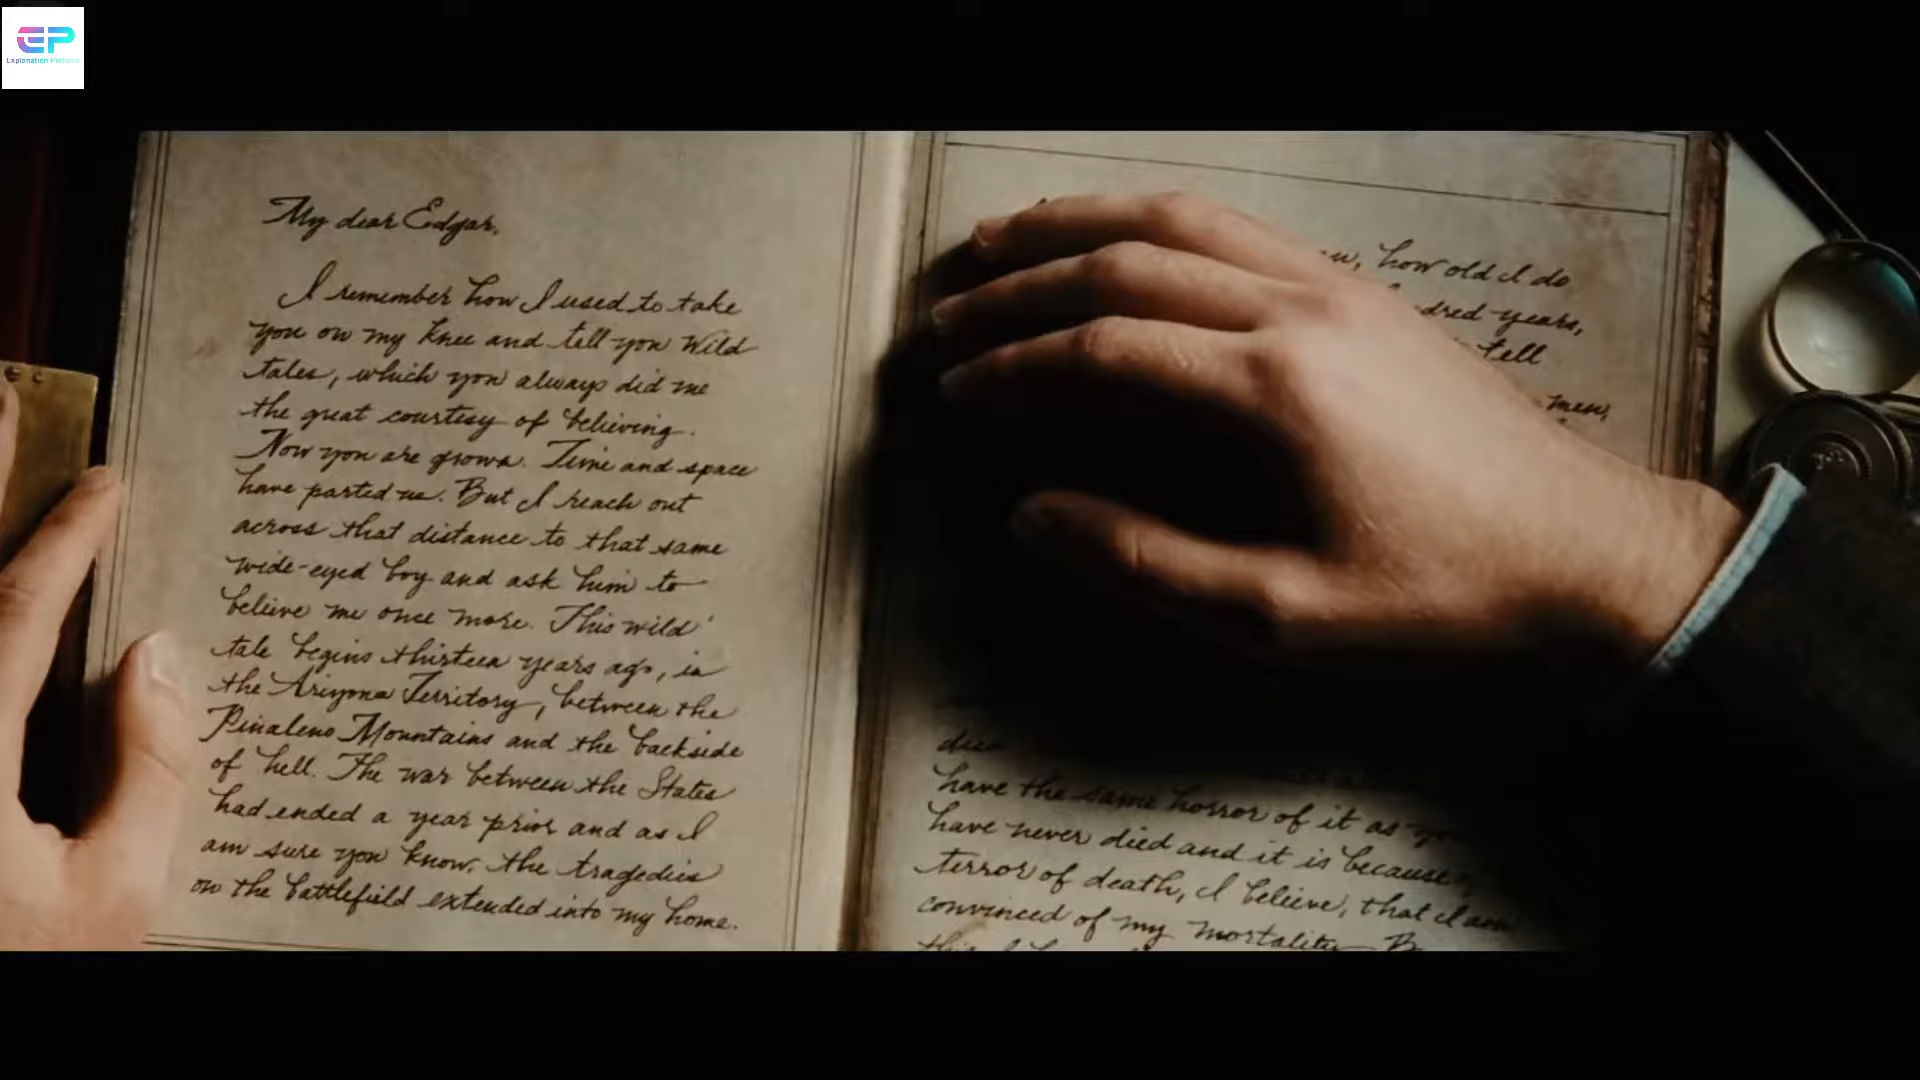 EP
Explanation Pictures
My dear Edgar,
I remember how I used to take
you on my knee and tell you wild
tales, which you always did me
the great courtesy of believing.
Now you are grown. Time and space
have parted us. But I reach out
across that distance to that same
wide-eyed boy and ask him to
believe me once more. This wild
tale begins thirteen years ago, in
the Arizona Territory, between the
Pinaleno Mountains and the backside
of hell. The war between the States
had ended a year prior and as I
am sure you know, the tragedies
on the battlefield extended into my home.
how old I do
years,
tell
men,
have the same horror of it as
have never died and it is because
terror of death, I believe, that I am
convinced of my mortality